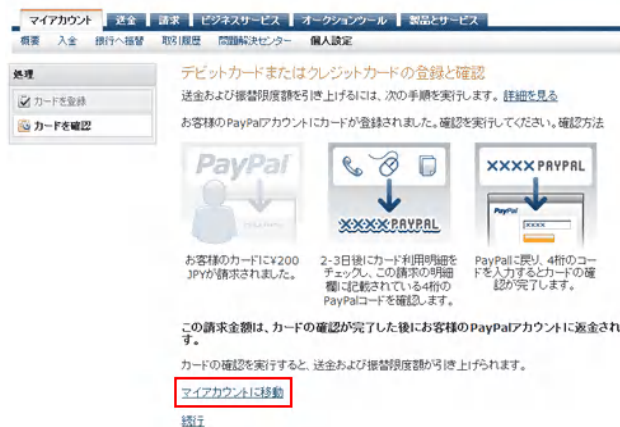 マイアカウント 送金 請求 ビジネスサービス オークションツール 製品とサービス
概要 入金 銀行へ振替 取引履歴 問題解決センター 個人設定
処理
カードを登録
カードを確認
デビットカードまたはクレジットカードの登録と確認
送金および振替限度額を引き上げるには、次の手順を実行します。 詳細を見る
お客様のPayPalアカウントにカードが登録されました。確認を実行してください。確認方法
PayPal
XXXX PAYPAL
XXXX PAYPAL
PayPal
XXXX
お客様のカードに¥200
JPYが請求されました。
2-3日後にカード利用明細を
チェックし、この請求の明細
欄に記載されている4桁の
PayPalコードを確認します。
PayPalに戻り、4桁のコー
ドを入力するとカードの確
認が完了します。
この請求金額は、カードの確認が完了した後にお客様のPayPalアカウントに返金され
す。
カードの確認を実行すると、送金および振替限度額が引き上げられます。
マイアカウントに移動
続行